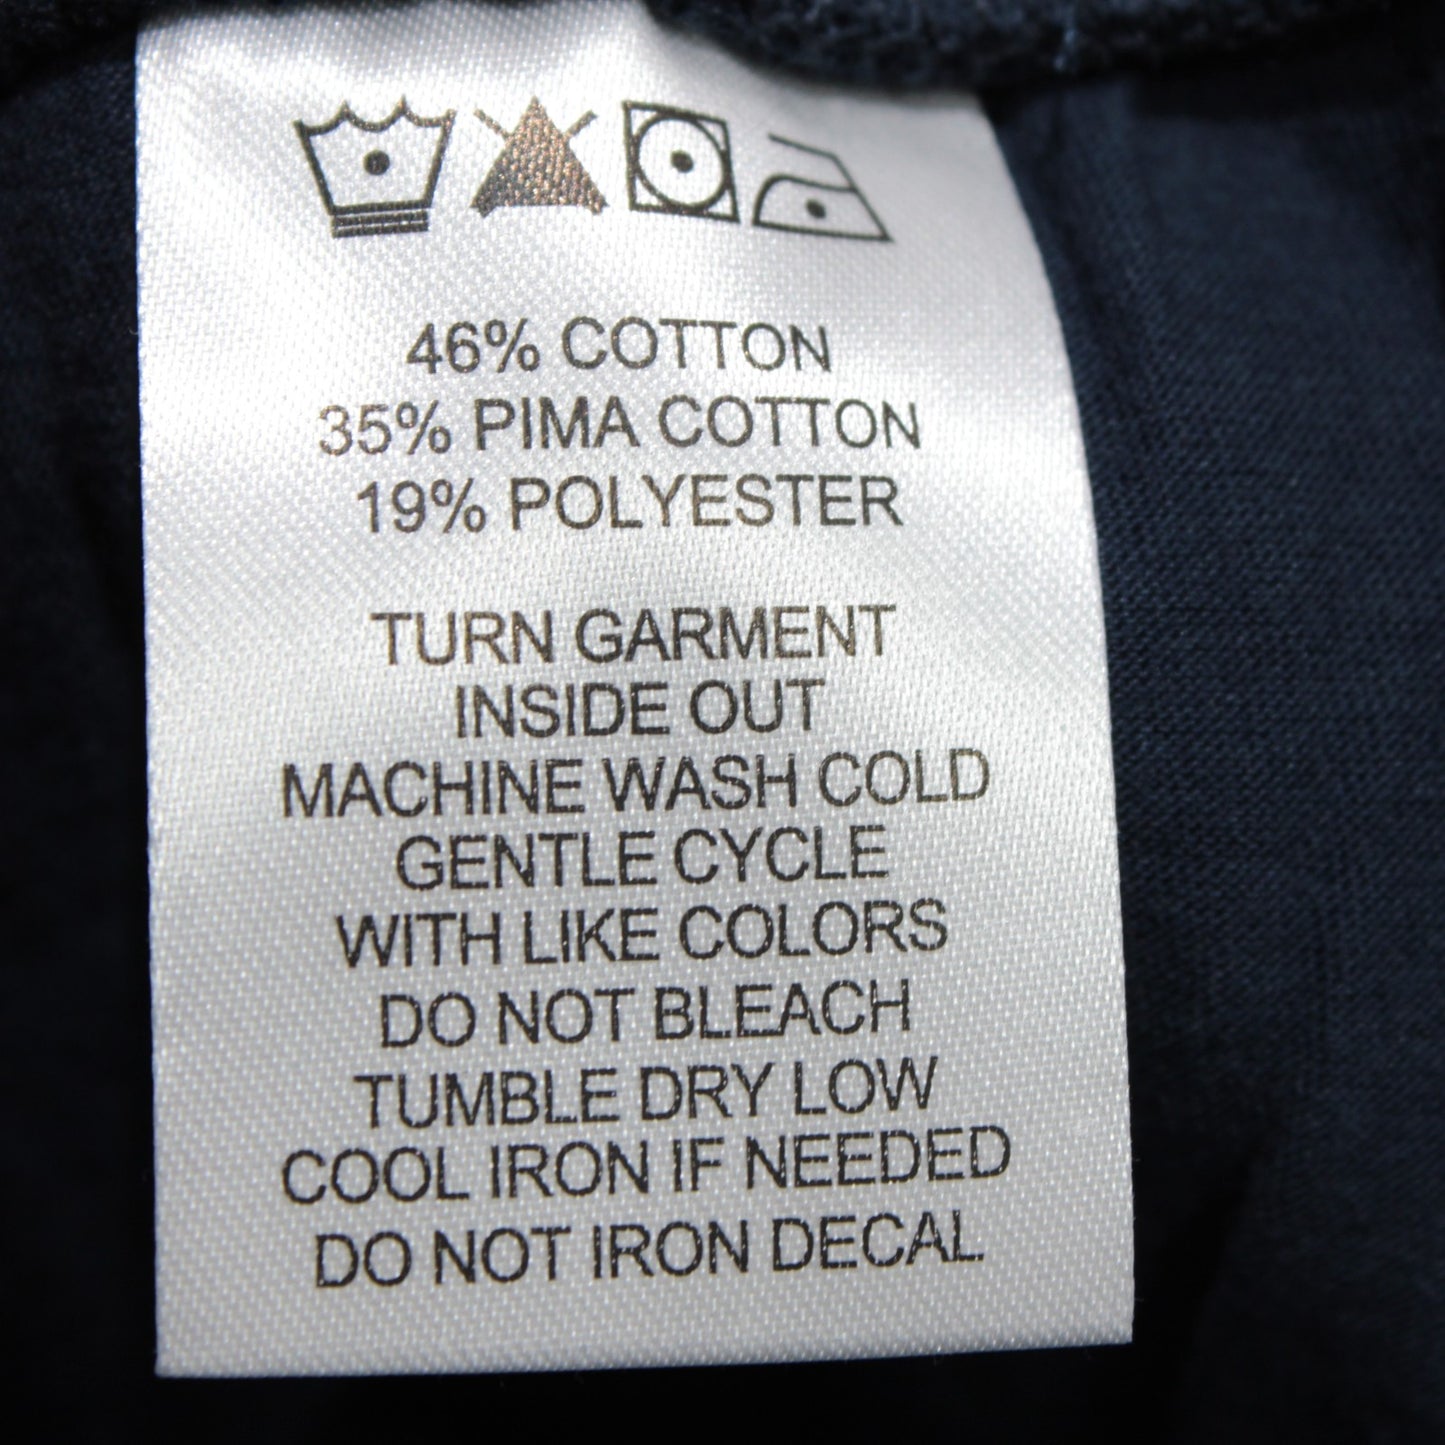 46% COTTON
35% PIMA COTTON
19% POLYESTER
TURN GARMENT
INSIDE OUT
MACHINE WASH COLD
GENTLE CYCLE
WITH LIKE COLORS
DO NOT BLEACH
TUMBLE DRY LOW
COOL IRON IF NEEDED
DO NOT IRON DECAL